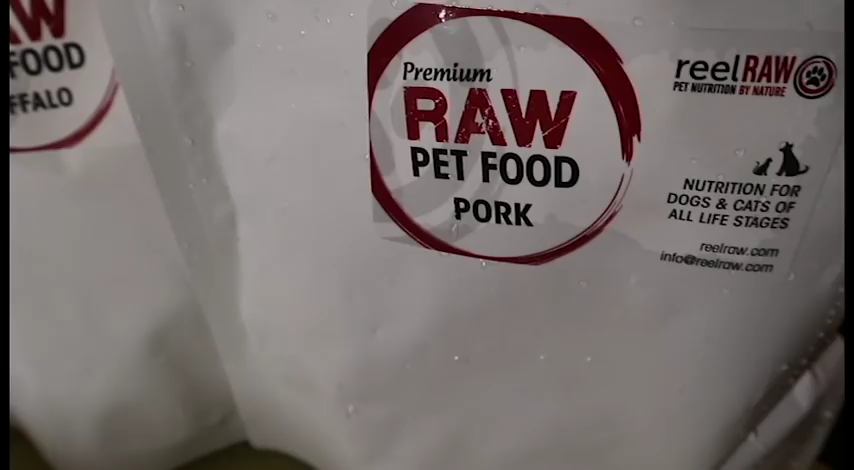 AW
FOOD
FFALO
Premium
RAW
PET FOOD
PORK
reelRAW
PET NUTRITION BY NATURE
NUTRITION FOR
DOGS & CATS OF
ALL LIFE STAGES
reelraw.com
info@reelraw.com